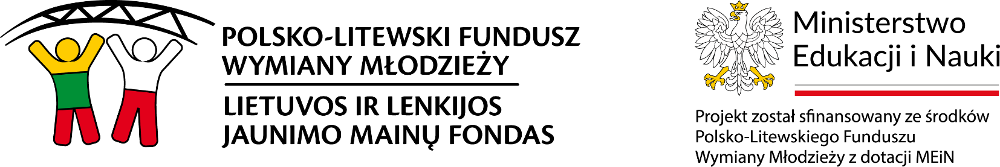 POLSKO-LITEWSKI FUNDUSZ
WYMIANY MŁODZIEŻY
LIETUVOS IR LENKIJOS
JAUNIMO MAINŲ FONDAS
Ministerstwo
Edukacji i Nauki
Projekt został sfinansowany ze środków
Polsko-Litewskiego Funduszu
Wymiany Młodzieży z dotacji MEiN